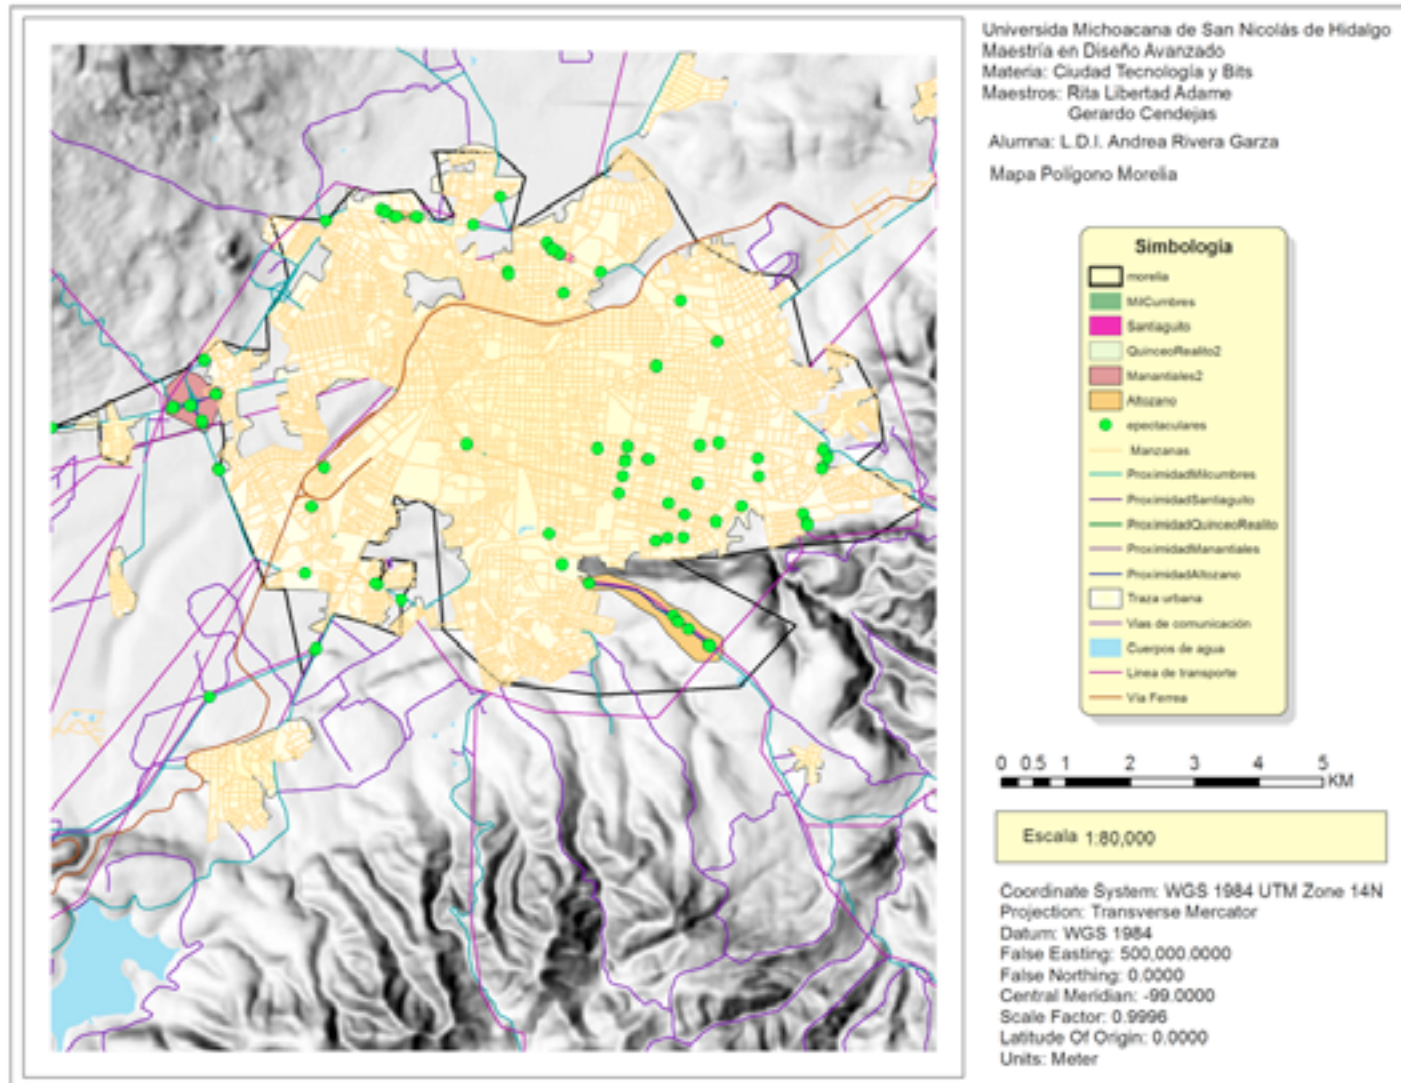 Universida Michoacana de San Nicolás de Hidalgo
Maestría en Diseño Avanzado
Materia: Ciudad Tecnología y Bits
Maestros: Rita Libertad Adame
Gerardo Cendejas
Alumna: L.D.I. Andrea Rivera Garza
Mapa Polígono Morelia
Simbología
morelia
MilCumbres
Santiaguito
QuinceoRealito2
Manantiales2
Altozano
epectaculares
Manzanas
ProximidadMilcumbres
ProximidadSantiaguito
ProximidadQuinceoRealito
ProximidadManantiales
ProximidadAltozano
Traza urbana
Vias de comunicación
Cuerpos de agua
Linea de transporte
Via Ferrea
0 0.5 1 2 3 4 5
KM
Escala 1:80,000
Coordinate System: WGS 1984 UTM Zone 14N
Projection: Transverse Mercator
Datum: WGS 1984
False Easting: 500,000.0000
False Northing: 0.0000
Central Meridian: -99.0000
Scale Factor: 0.9996
Latitude Of Origin: 0.0000
Units: Meter